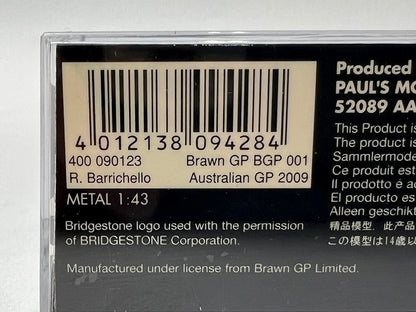 4 012138 094284
400 090123 Brawn GP BGP 001
R. Barrichello Australian GP 2009
METAL 1:43
Bridgestone logo used with the permission
of BRIDGESTONE Corporation.
Manufactured under license from Brawn GP Limited.
Produced
PAUL'S MO
52089 AA
This Product is
The product is
Sammlermode
Ce produit est
Il prodotto è a
El producto es
Alleen geschikt
精品模型. 此产品
この模型は14歳以